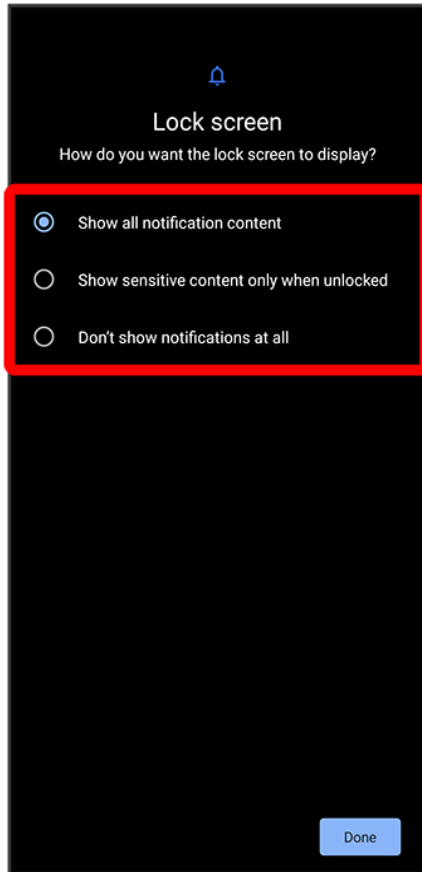 Lock screen
How do you want the lock screen to display?
Show all notification content
Show sensitive content only when unlocked
Don't show notifications at all
Done